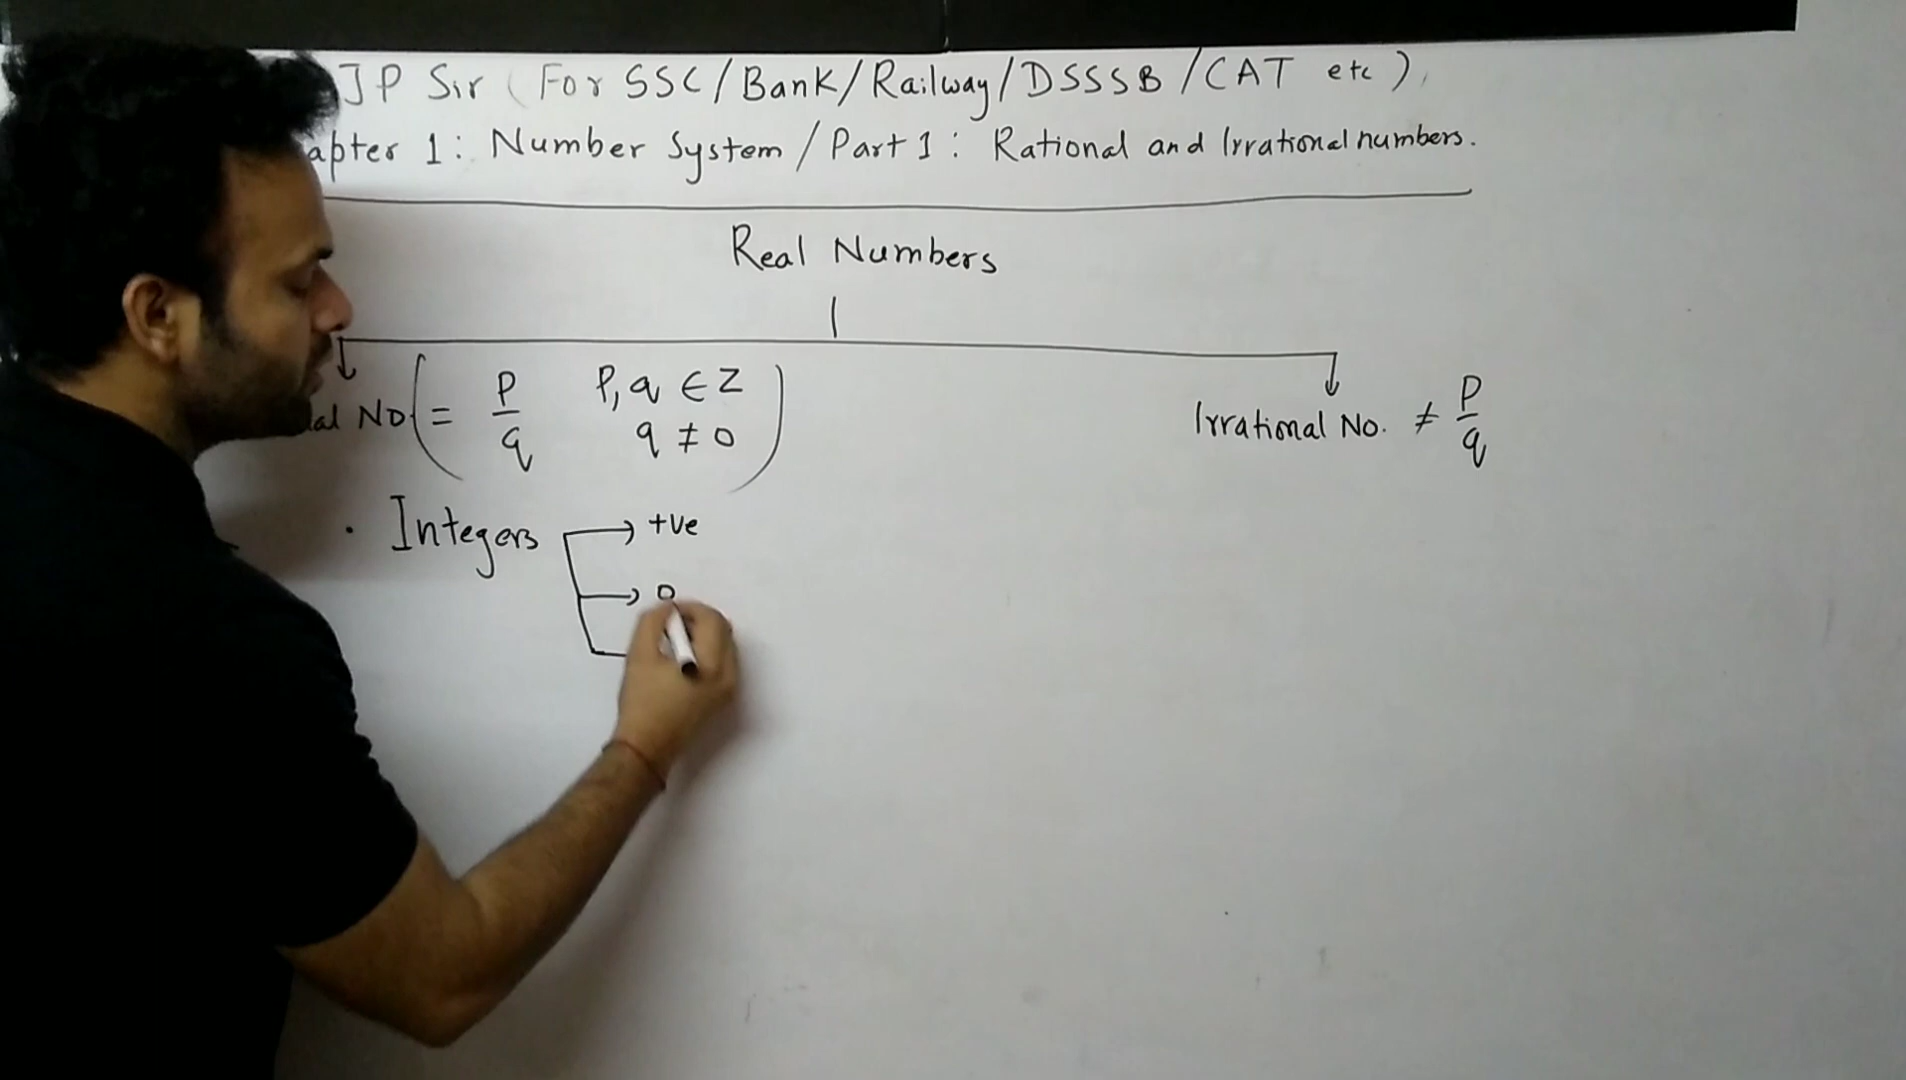 JP Sir (For SSC/Bank/Railway/DSSSB/CAT etc),
apter 1: Number System/Part 1: Rational and Irrational numbers.
Real Numbers
al No (= p/q p,q ∈ Z q ≠ 0)
Irrational No. ≠ p/q
· Integers → +ve
→ 0